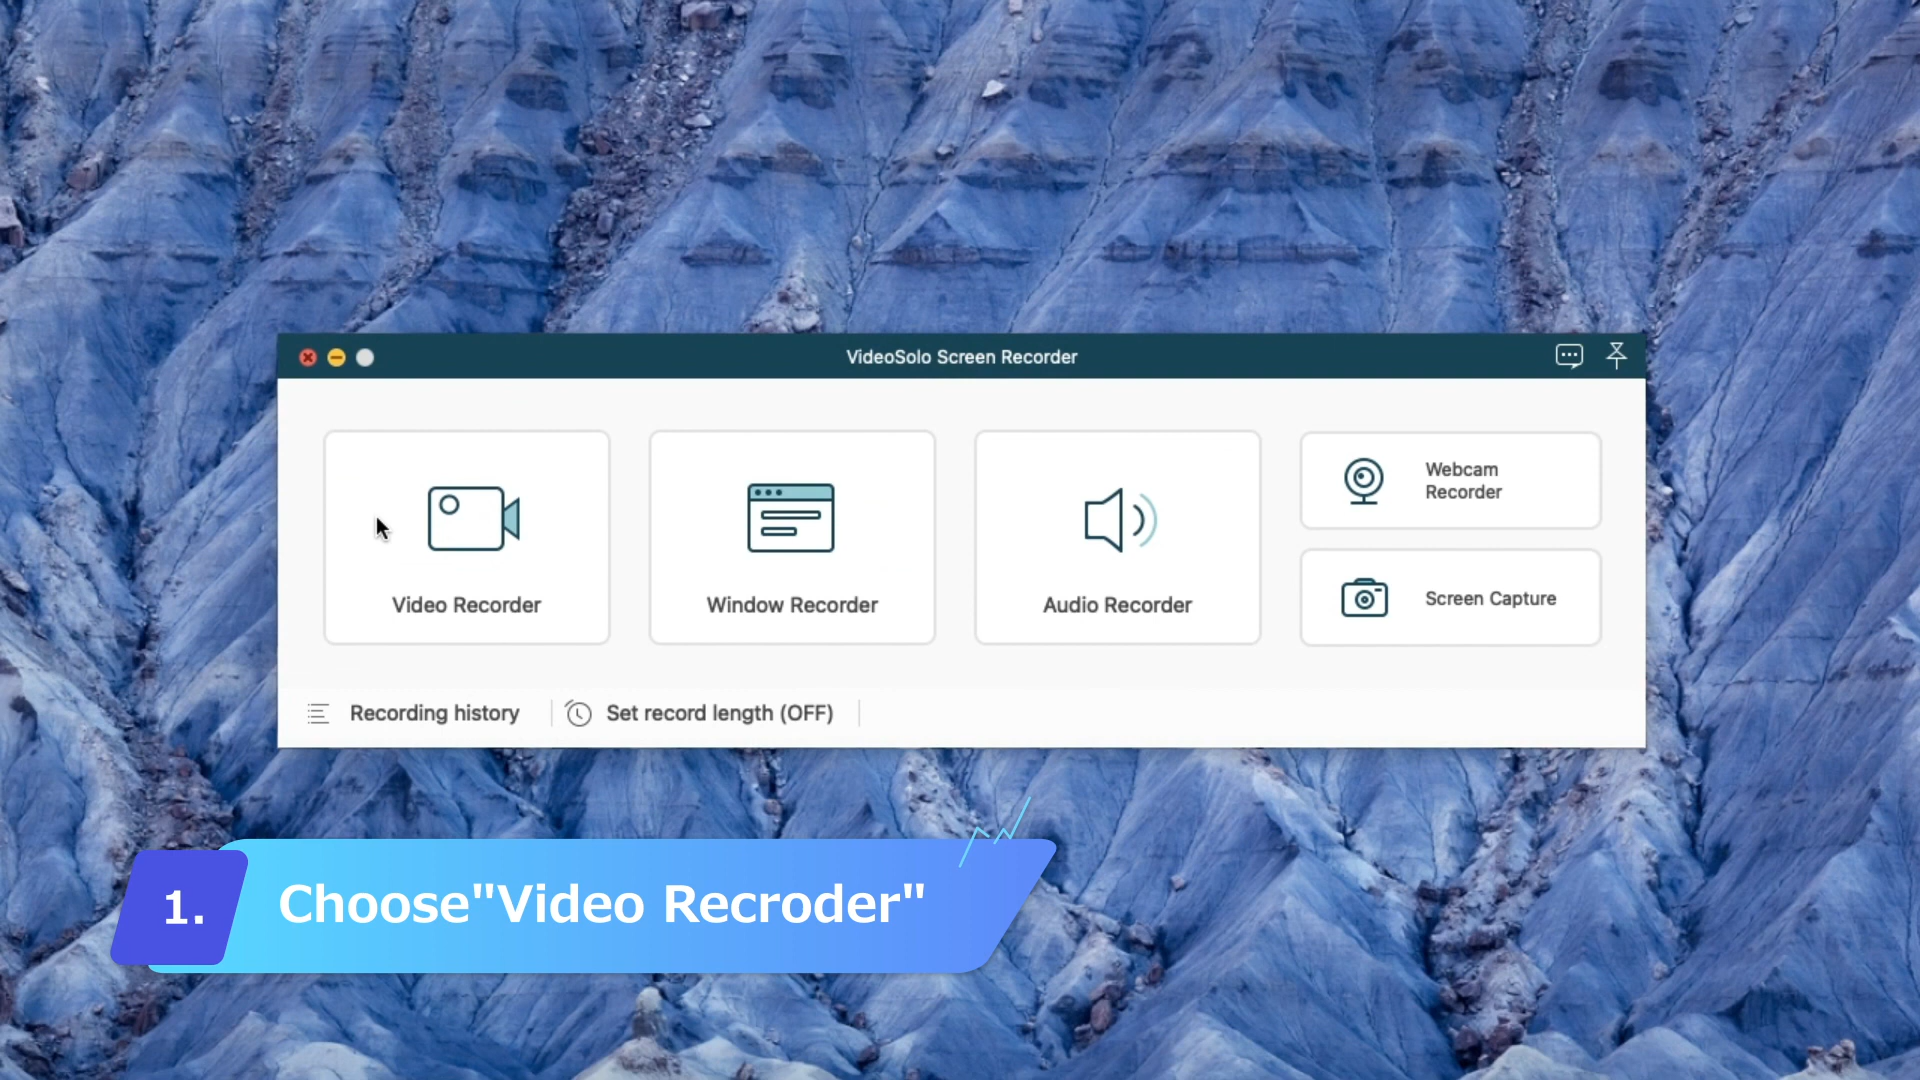 VideoSolo Screen Recorder
Video Recorder
Window Recorder
Audio Recorder
Webcam
Recorder
Screen Capture
Recording history
Set record length (OFF)
1.
Choose"Video Recroder"